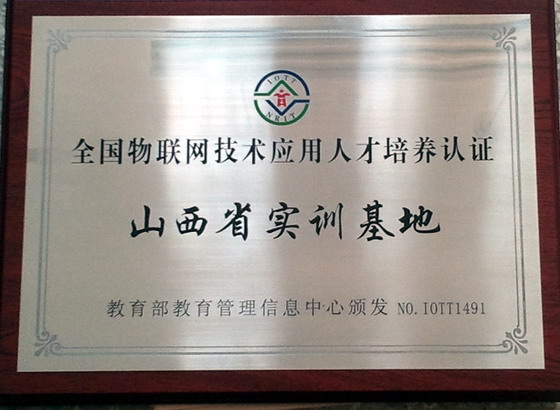 IOTT
NRIT
全国物联网技术应用人才培养认证
山西省实训基地
教育部教育管理信息中心颁发 NO.IOTT1491